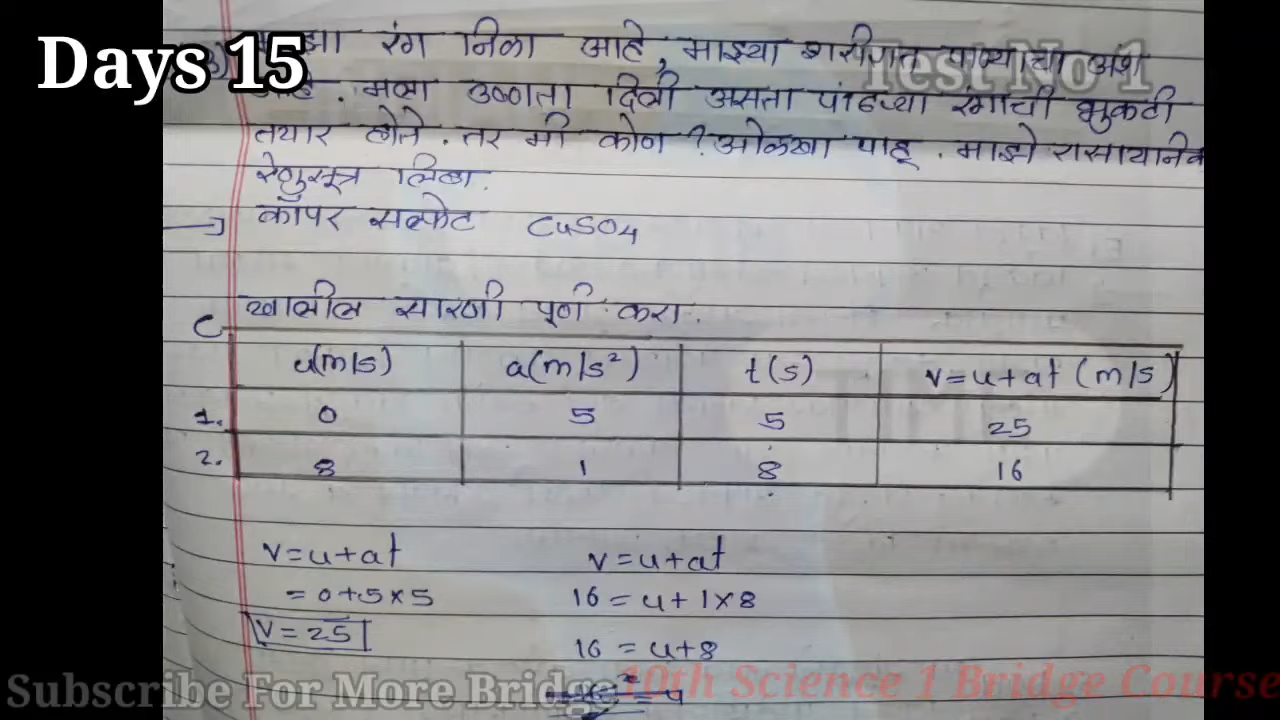 Days 15
Test No 1
3) माझा रंग निळा आहे, माझ्या शरीरात पाण्याचा अंश
आहे. मला उष्णता दिली असता पांढऱ्या रंगाची भुकटी
तयार होते. तर मी कोण? ओळखा पाहू. माझे रासायनिक
रेणुसूत्र लिहा.
कॉपर सल्फेट CuSO4
C खालील सारणी पूर्ण करा.
u(m/s) a(m/s²) t(s) v=u+at (m/s)
1. 0 5 5 25
2. 8 1 8 16
v=u+at v=u+at
=0+5×5 16=u+1×8
V=25 16=u+8
Subscribe For More Bridge 10th Science 1 Bridge Course